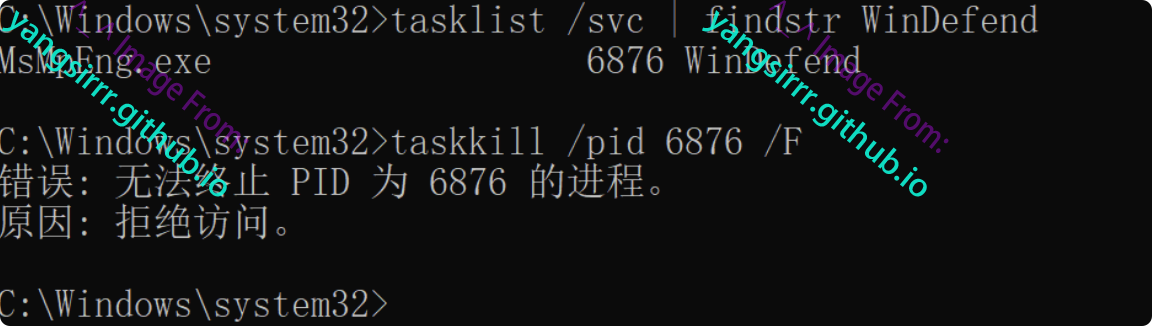 C:\Windows\system32>tasklist /svc | findstr WinDefend
MsMpEng.exe 6876 WinDefend
C:\Windows\system32>taskkill /pid 6876 /F
错误: 无法终止 PID 为 6876 的进程。
原因: 拒绝访问。
C:\Windows\system32>
^_^ Image From:
yangsirrr.github.io
^_^ Image From:
yangsirrr.github.io